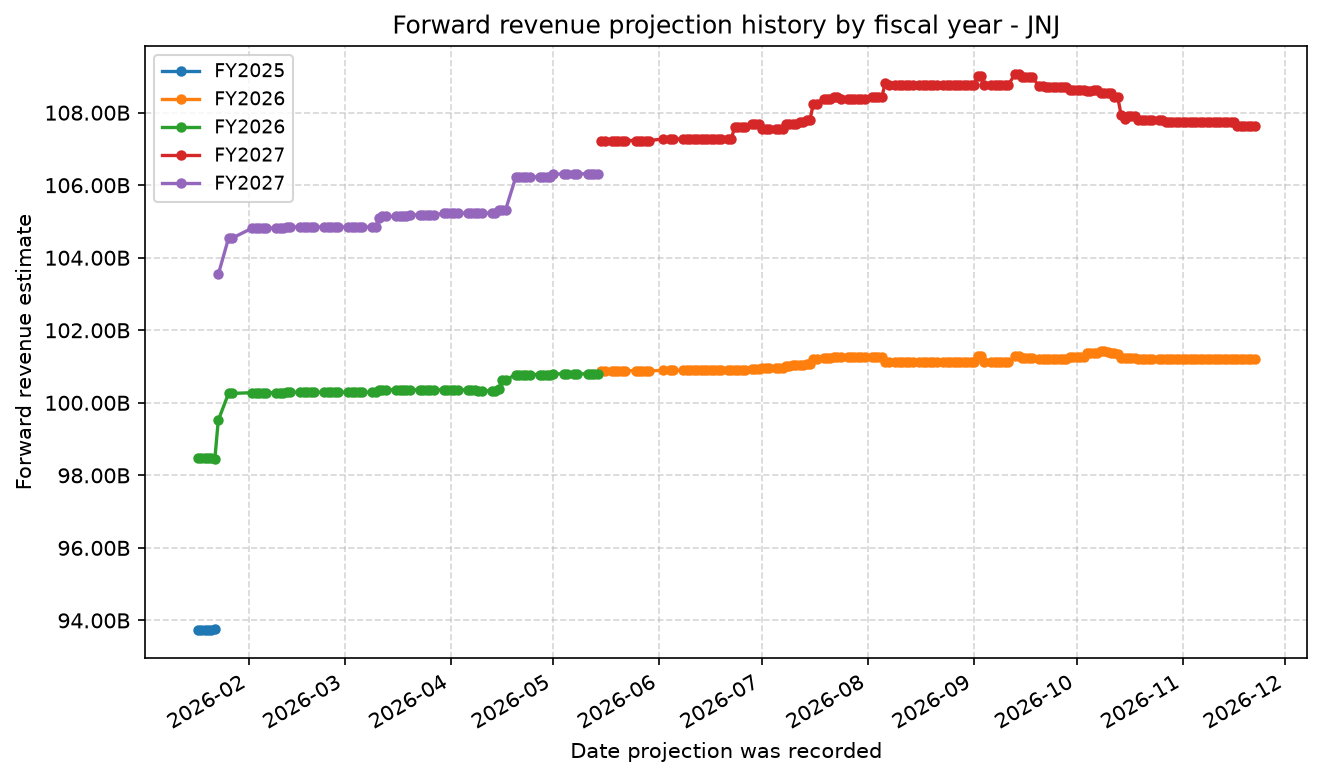 Forward revenue projection history by fiscal year - JNJ
FY2025
FY2026
FY2026
FY2027
FY2027
Forward revenue estimate
108.00B
106.00B
104.00B
102.00B
100.00B
98.00B
96.00B
94.00B
2026-02
2026-03
2026-04
2026-05
2026-06
2026-07
2026-08
2026-09
2026-10
2026-11
2026-12
Date projection was recorded